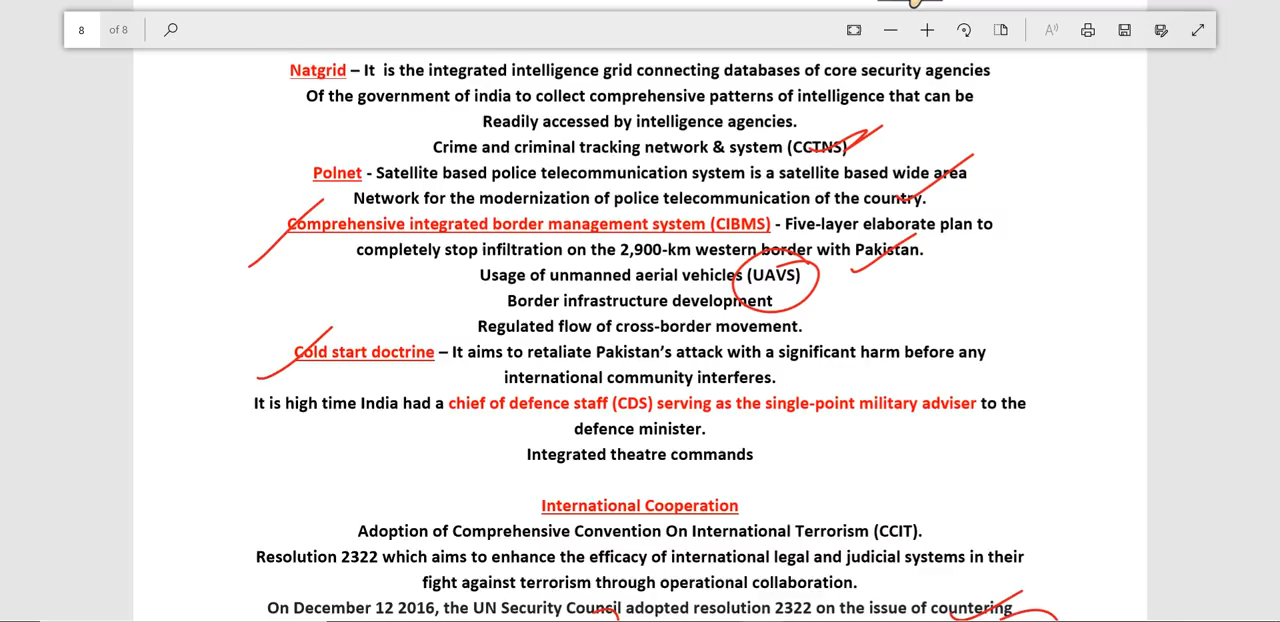 8 of 8
Natgrid – It is the integrated intelligence grid connecting databases of core security agencies
Of the government of india to collect comprehensive patterns of intelligence that can be
Readily accessed by intelligence agencies.
Crime and criminal tracking network & system (CCTNS)
Polnet - Satellite based police telecommunication system is a satellite based wide area
Network for the modernization of police telecommunication of the country.
Comprehensive integrated border management system (CIBMS) - Five-layer elaborate plan to
completely stop infiltration on the 2,900-km western border with Pakistan.
Usage of unmanned aerial vehicles (UAVS)
Border infrastructure development
Regulated flow of cross-border movement.
Cold start doctrine – It aims to retaliate Pakistan’s attack with a significant harm before any
international community interferes.
It is high time India had a chief of defence staff (CDS) serving as the single-point military adviser to the
defence minister.
Integrated theatre commands
International Cooperation
Adoption of Comprehensive Convention On International Terrorism (CCIT).
Resolution 2322 which aims to enhance the efficacy of international legal and judicial systems in their
fight against terrorism through operational collaboration.
On December 12 2016, the UN Security Council adopted resolution 2322 on the issue of countering